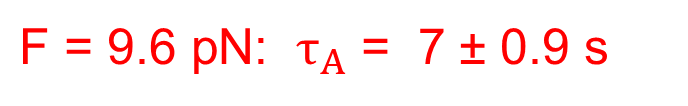 F = 9.6 pN: τA = 7 ± 0.9 s